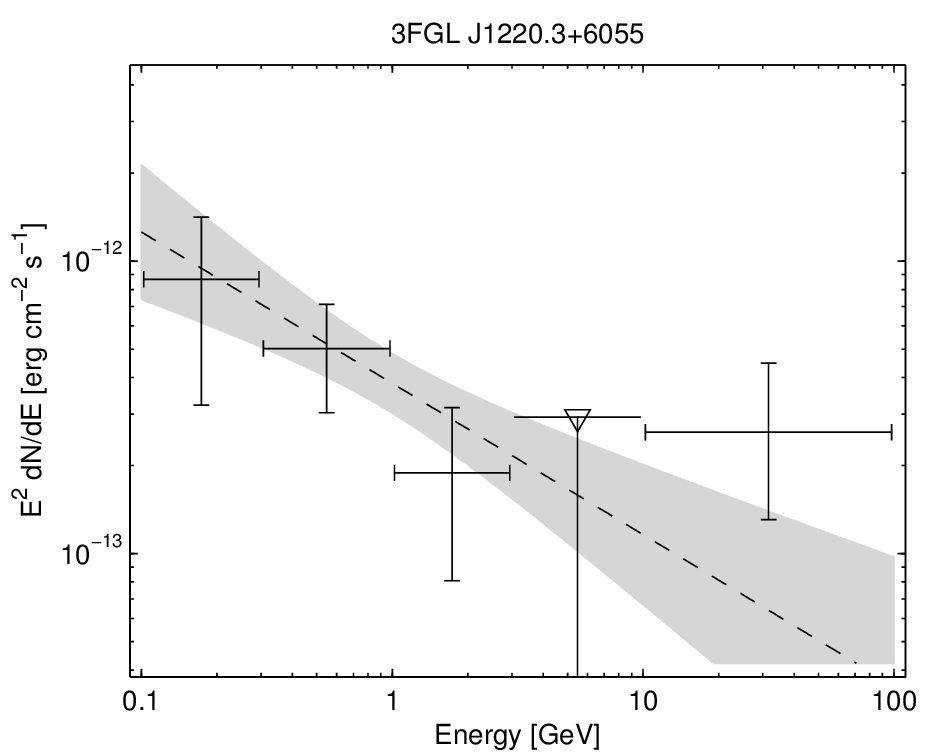 3FGL J1220.3+6055
E² dN/dE [erg cm⁻² s⁻¹]
10⁻¹²
10⁻¹³
0.1 1 10 100
Energy [GeV]